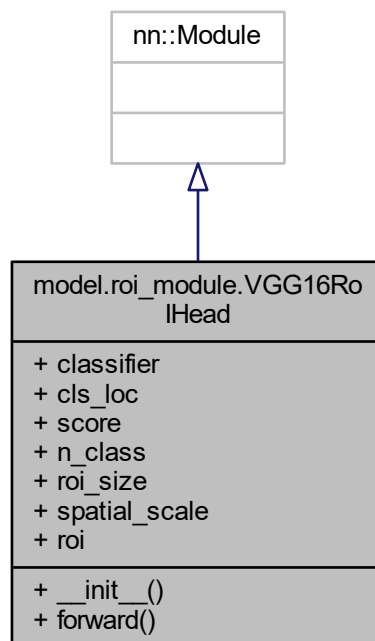 nn::Module
model.roi_module.VGG16Ro
IHead
+ classifier
+ cls_loc
+ score
+ n_class
+ roi_size
+ spatial_scale
+ roi
+ __init__()
+ forward()